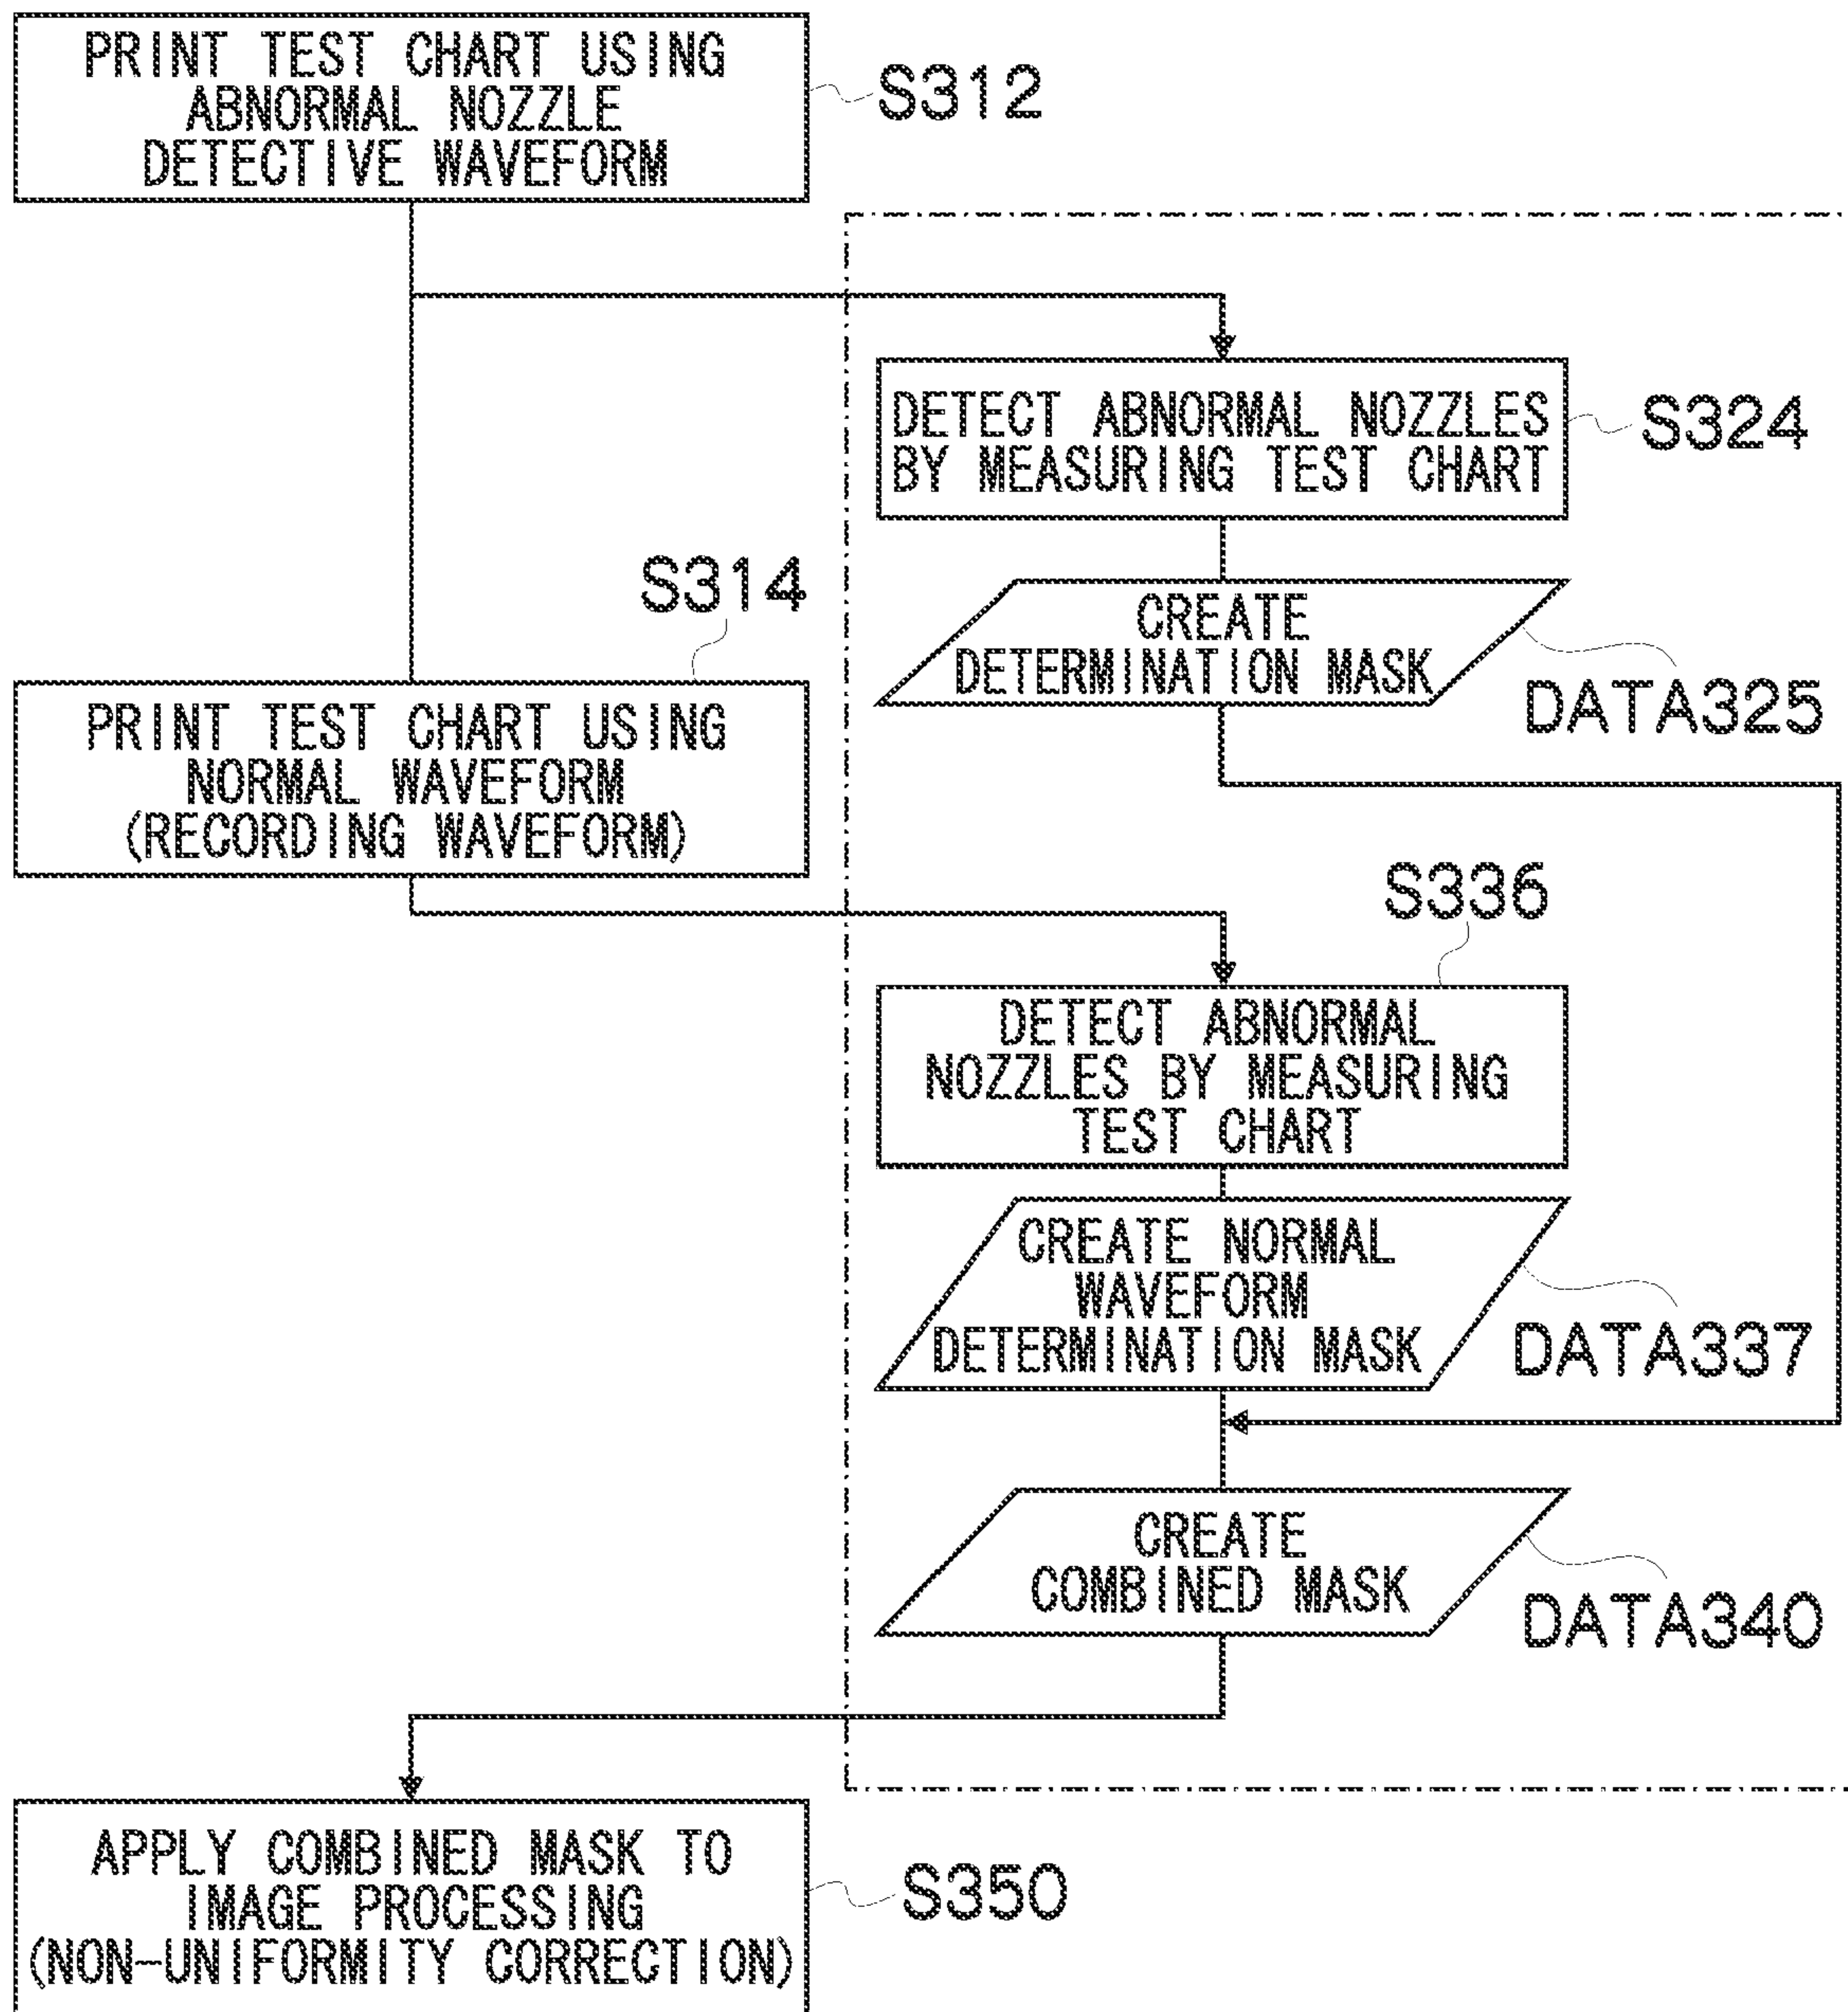 PRINT TEST CHART USING
ABNORMAL NOZZLE
DETECTIVE WAVEFORM
S312
DETECT ABNORMAL NOZZLES
BY MEASURING TEST CHART
S324
CREATE
DETERMINATION MASK
DATA325
S314
PRINT TEST CHART USING
NORMAL WAVEFORM
(RECORDING WAVEFORM)
S336
DETECT ABNORMAL
NOZZLES BY MEASURING
TEST CHART
CREATE NORMAL
WAVEFORM
DETERMINATION MASK
DATA337
CREATE
COMBINED MASK
DATA340
APPLY COMBINED MASK TO
IMAGE PROCESSING
(NON-UNIFORMITY CORRECTION)
S350